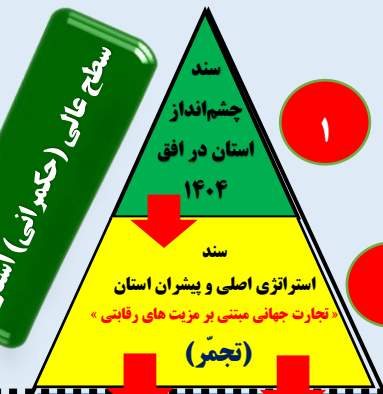 سطح عالی (حکمرانی)
سند
چشم‌انداز
استان در افق
۱۴۰۴
۱
سند
استراتژی اصلی و پیشران استان
« تجارت جهانی مبتنی بر مزیت های رقابتی »
(تجمّر)